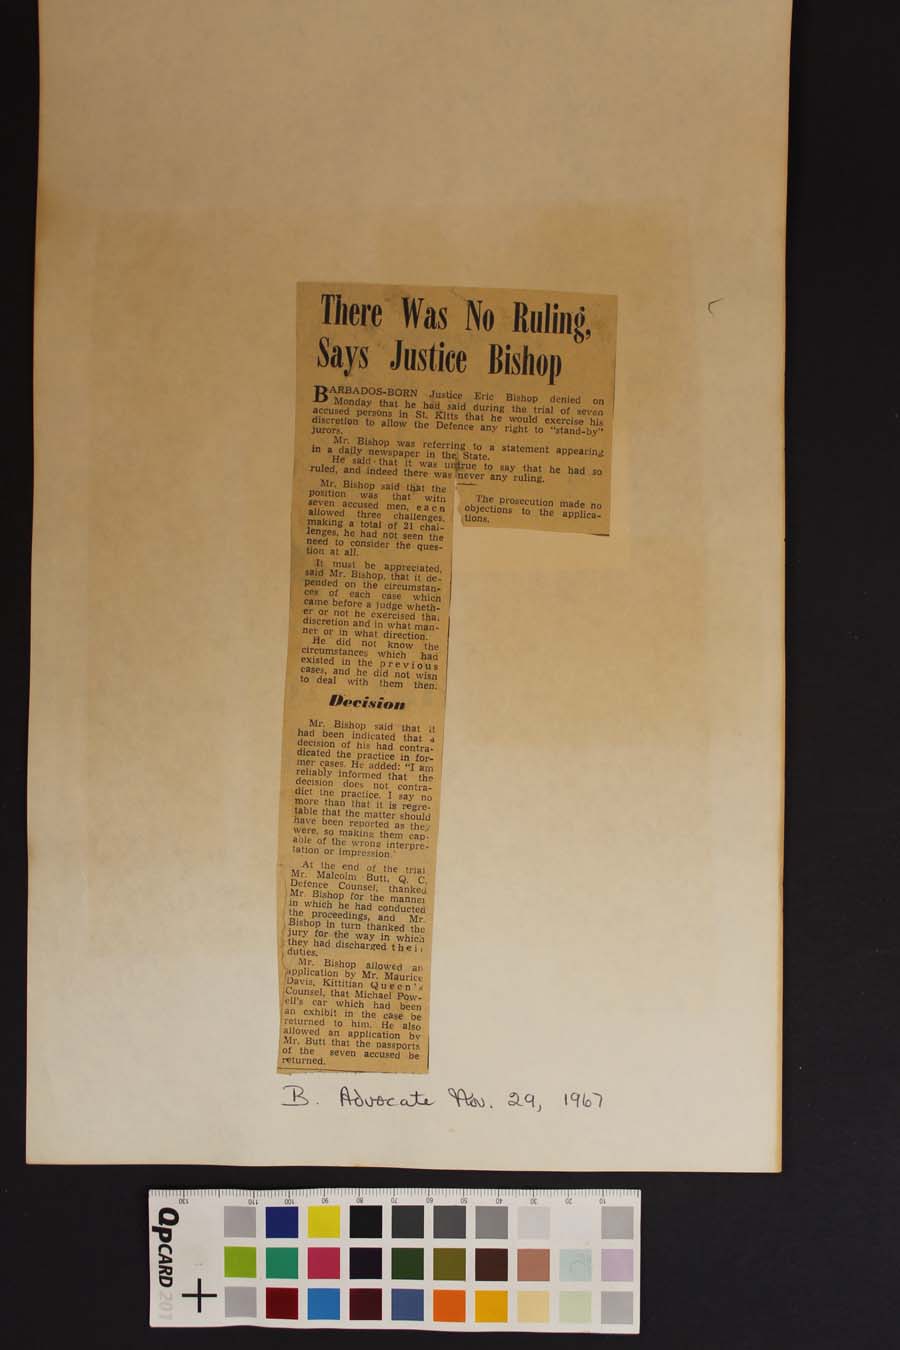 There Was No Ruling,
Says Justice Bishop
BARBADOS-BORN Justice Eric Bishop denied on
Monday that he had said during the trial of seven
accused persons in St. Kitts that he would exercise his
discretion to allow the Defence any right to "stand-by"
jurors.
Mr. Bishop was referring to a statement appearing
in a daily newspaper in the State.
He said that it was untrue to say that he had so
ruled, and indeed there was never any ruling.
Mr. Bishop said that the
position was that with
seven accused men, each
allowed three challenges,
making a total of 21 chal-
lenges, he had not seen the
need to consider the ques-
tion at all.
It must be appreciated,
said Mr. Bishop, that it de-
pended on the circumstan-
ces of each case which
came before a judge wheth-
er or not he exercised that
discretion and in what man-
ner or in what direction.
He did not know the
circumstances which had
existed in the previous
cases, and he did not wish
to deal with them then.
Decision
Mr. Bishop said that it
had been indicated that a
decision of his had contra-
dicated the practice in for-
mer cases. He added: "I am
reliably informed that the
decision does not contra-
dict the practice. I say no
more than that it is regre-
table that the matter should
have been reported as they
were, so making them cap-
able of the wrong interpre-
tation or impression."
At the end of the trial
Mr. Malcolm Butt, Q. C.
Defence Counsel, thanked
Mr. Bishop for the manner
in which he had conducted
the proceedings, and Mr.
Bishop in turn thanked the
jury for the way in which
they had discharged their
duties.
Mr. Bishop allowed an
application by Mr. Maurice
Davis, Kittitian Queen's
Counsel, that Michael Pow-
ell's car which had been
an exhibit in the case be
returned to him. He also
allowed an application by
Mr. Butt that the passports
of the seven accused be
returned.
The prosecution made no
objections to the applica-
tions.
B. Advocate Nov. 29, 1967
130 110 100 90 80 70 60 50 40 30 20 10
QPCARD 201